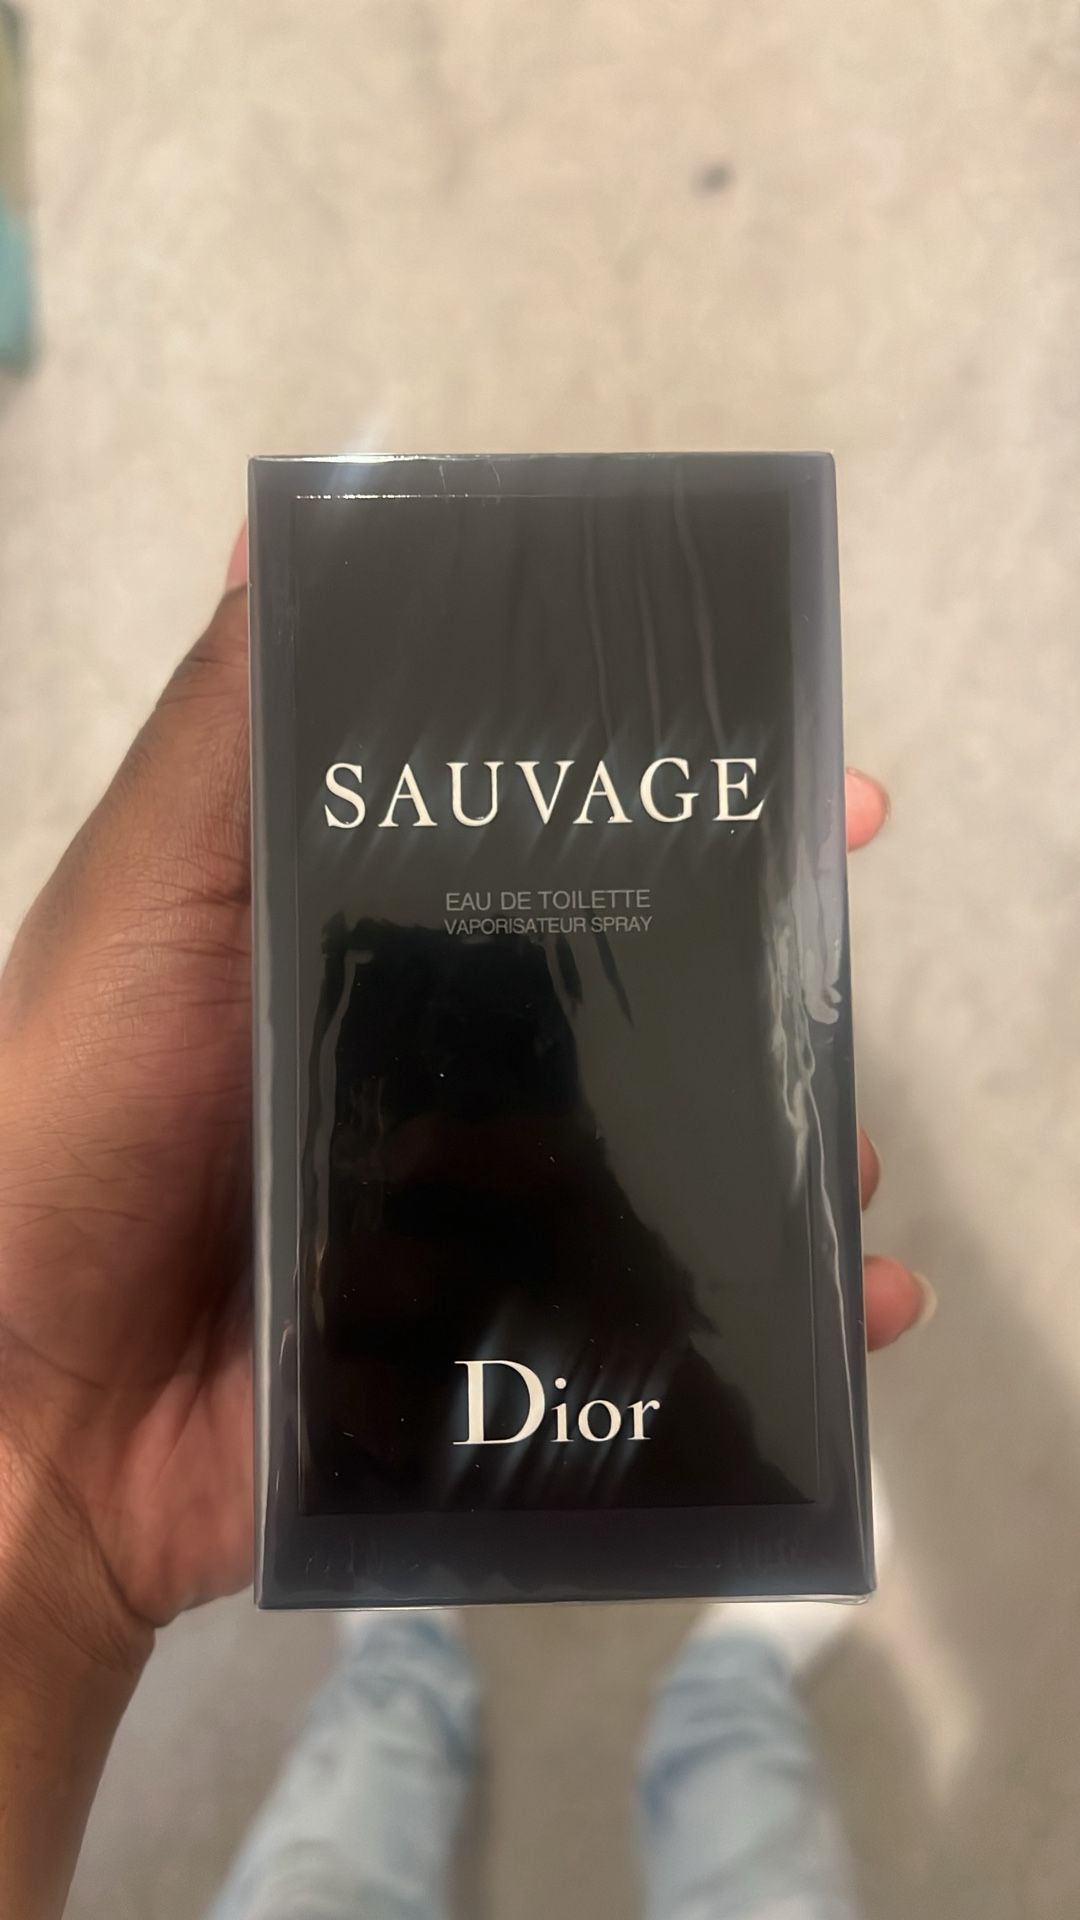 SAUVAGE
EAU DE TOILETTE
VAPORISATEUR SPRAY
Dior